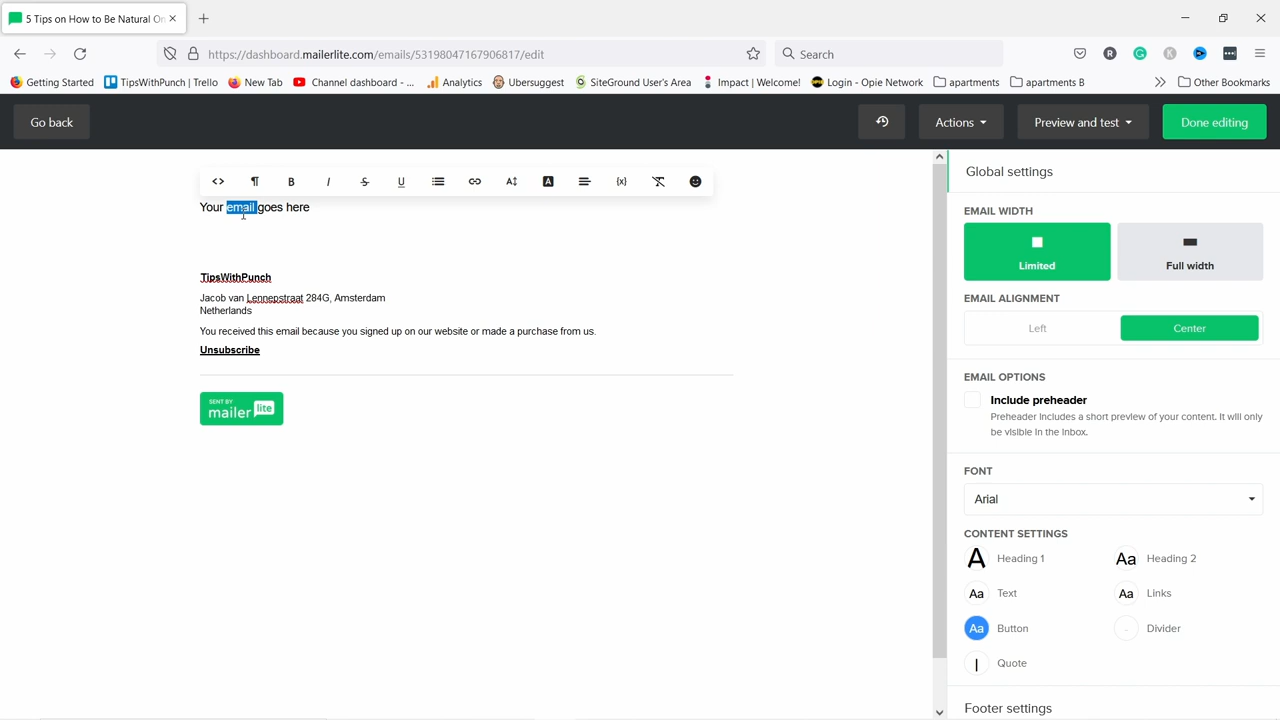 5 Tips on How to Be Natural On
https://dashboard.mailerlite.com/emails/53198047167906817/edit
Search
Getting Started
TipsWithPunch | Trello
New Tab
Channel dashboard - ...
Analytics
Ubersuggest
SiteGround User's Area
Impact | Welcome!
Login - Opie Network
apartments
apartments B
Other Bookmarks
Go back
Actions
Preview and test
Done editing
Your email goes here
TipsWithPunch
Jacob van Lennepstraat 284G, Amsterdam
Netherlands
You received this email because you signed up on our website or made a purchase from us.
Unsubscribe
SENT BY
mailer lite
Global settings
EMAIL WIDTH
Limited
Full width
EMAIL ALIGNMENT
Left
Center
EMAIL OPTIONS
Include preheader
Preheader includes a short preview of your content. It will only
be visible in the inbox.
FONT
Arial
CONTENT SETTINGS
A Heading 1
Aa Heading 2
Aa Text
Aa Links
Aa Button
Divider
Quote
Footer settings